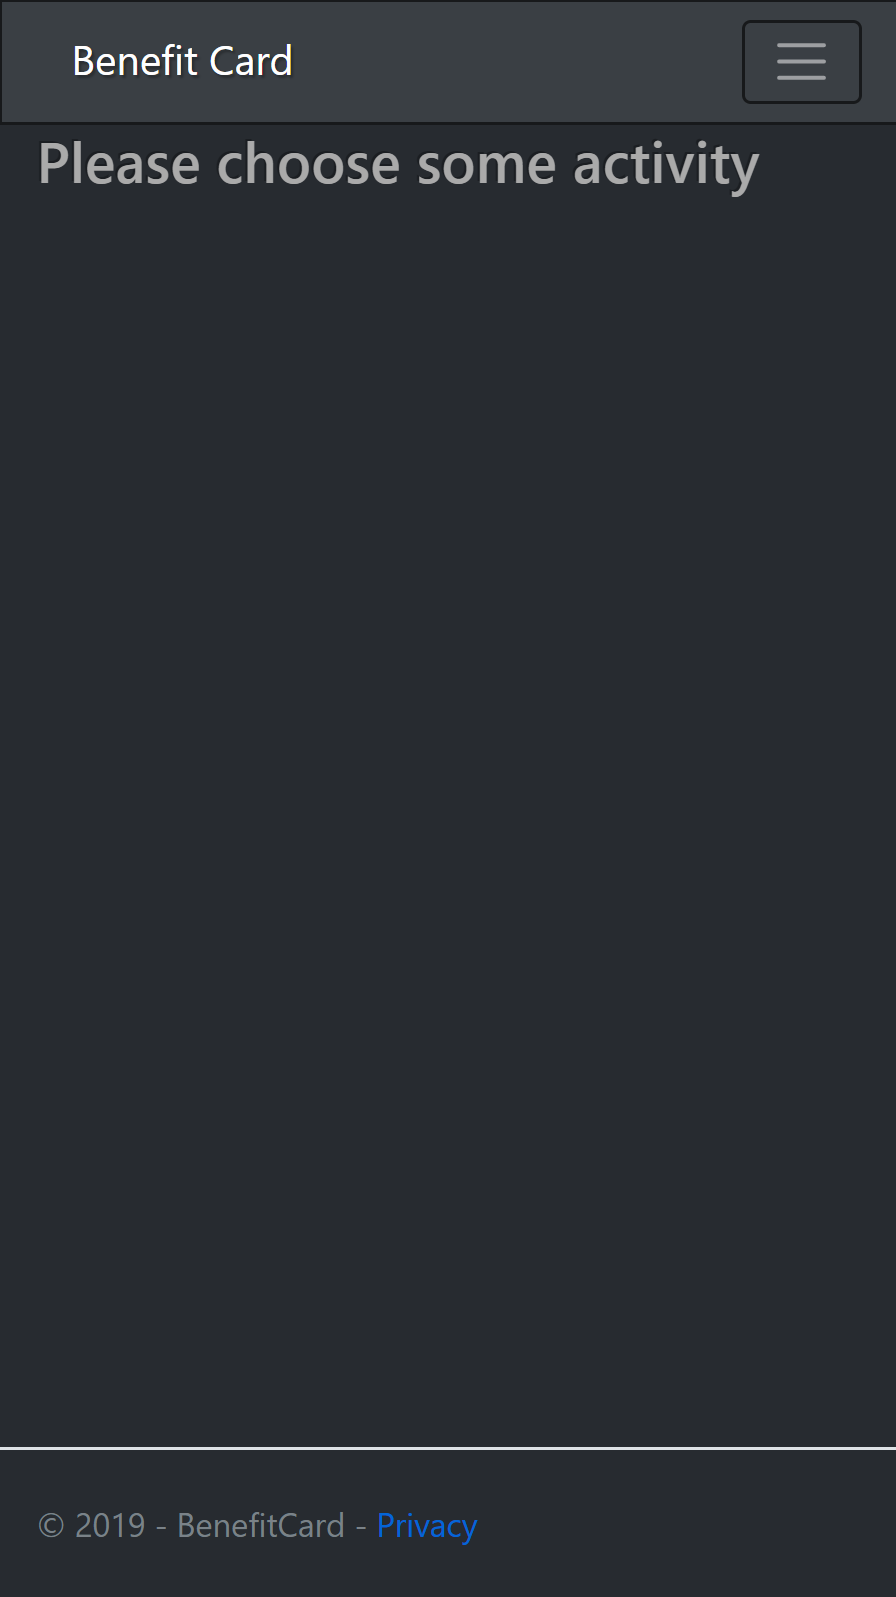 Benefit Card
Please choose some activity
© 2019 - BenefitCard - Privacy